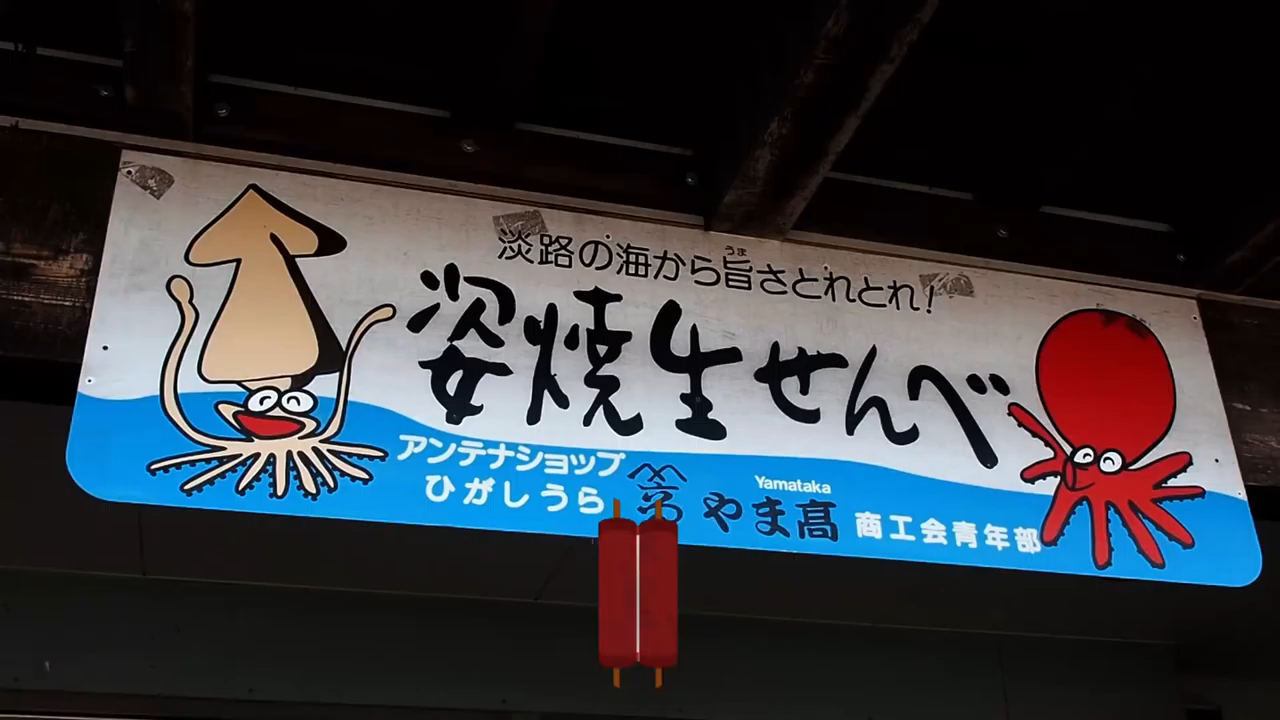 淡路の海から旨さとれとれ!
うま
姿焼生せんべ
アンテナショップ
ひがしうら
Yamataka
やま高
商工会青年部